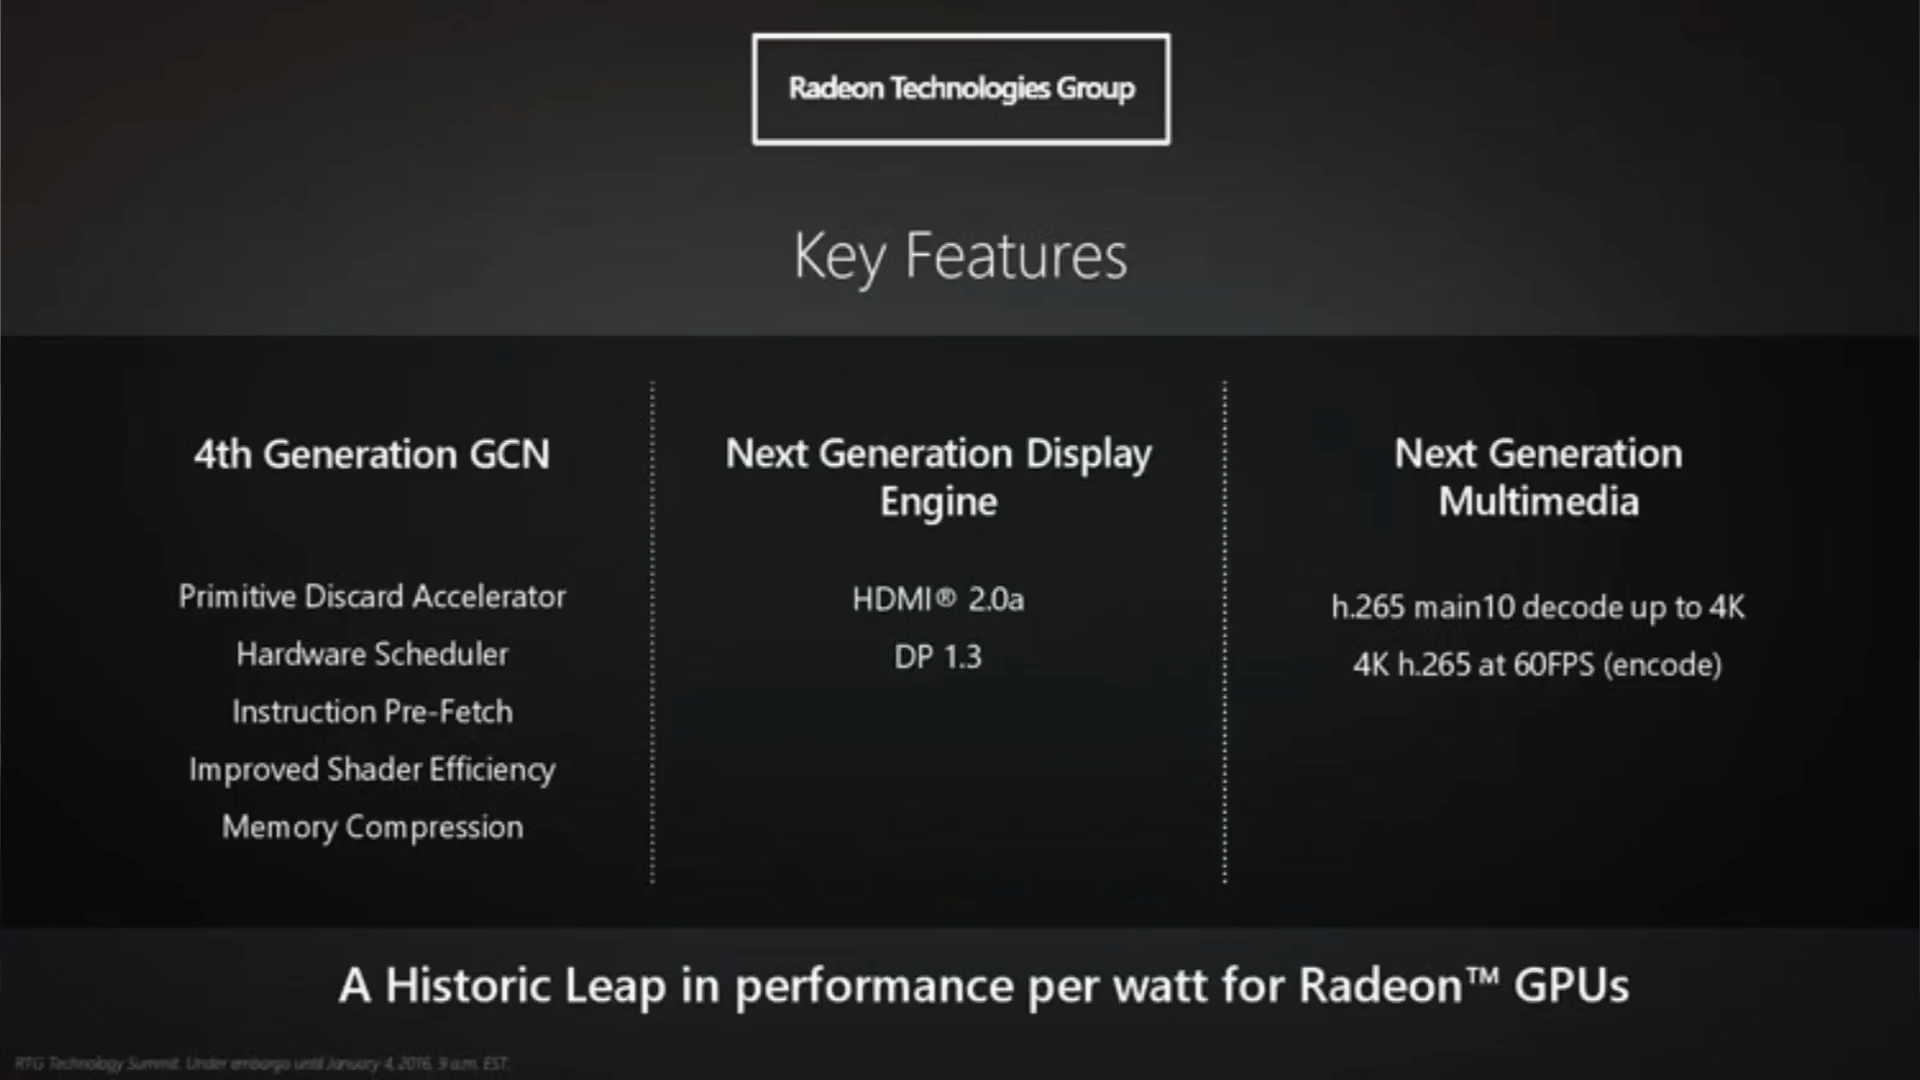 Radeon Technologies Group
Key Features
4th Generation GCN
Primitive Discard Accelerator
Hardware Scheduler
Instruction Pre-Fetch
Improved Shader Efficiency
Memory Compression
Next Generation Display
Engine
HDMI® 2.0a
DP 1.3
Next Generation
Multimedia
h.265 main10 decode up to 4K
4K h.265 at 60FPS (encode)
A Historic Leap in performance per watt for Radeon™ GPUs
RTG Technology Summit. Under embargo until January 4, 2016, 9 a.m. EST.